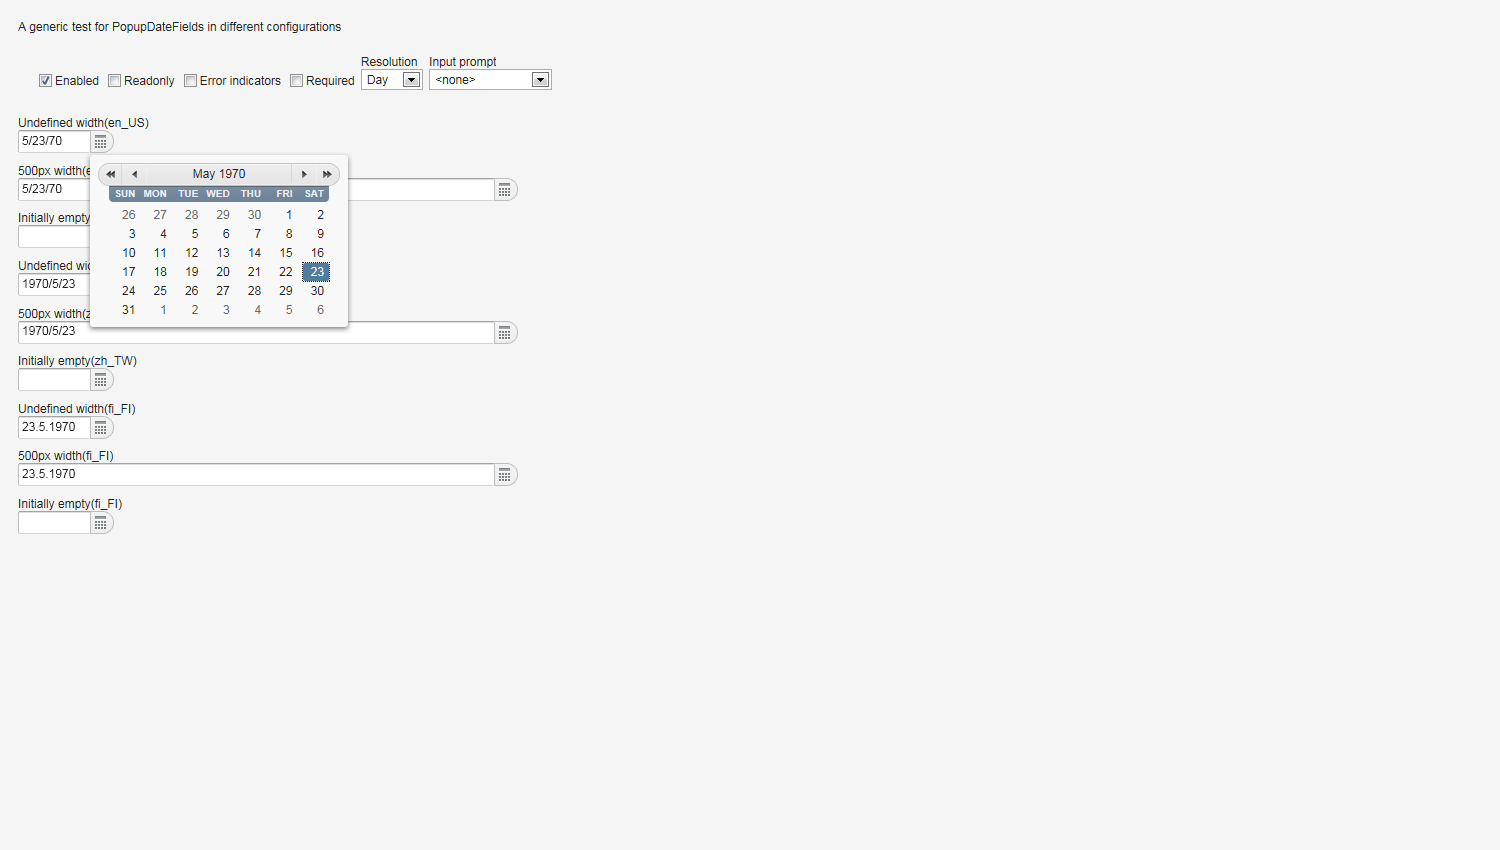 A generic test for PopupDateFields in different configurations
Resolution Input prompt
Enabled Readonly Error indicators Required Day <none>
Undefined width(en_US)
5/23/70
500px width(
5/23/70
Initially empty
Undefined
1970/5/23
500px width(
1970/5/23
May 1970
SUN MON TUE WED THU FRI SAT
26 27 28 29 30 1 2
3 4 5 6 7 8 9
10 11 12 13 14 15 16
17 18 19 20 21 22 23
24 25 26 27 28 29 30
31 1 2 3 4 5 6
Initially empty(zh_TW)
Undefined width(fi_FI)
23.5.1970
500px width(fi_FI)
23.5.1970
Initially empty(fi_FI)